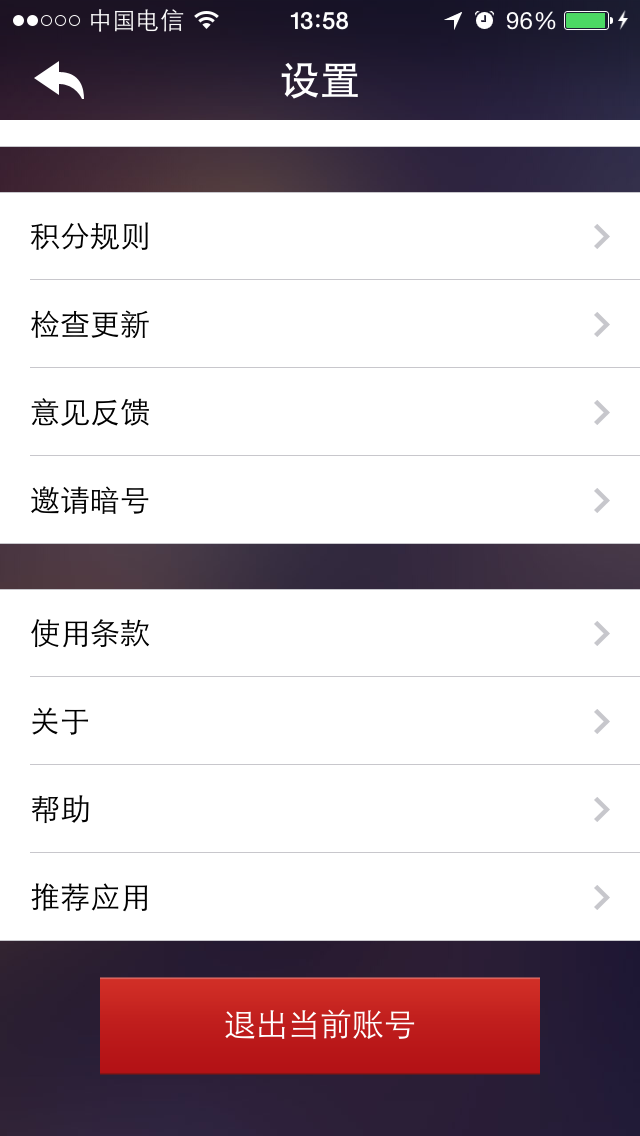 中国电信 13:58 96%
设置
积分规则
检查更新
意见反馈
邀请暗号
使用条款
关于
帮助
推荐应用
退出当前账号